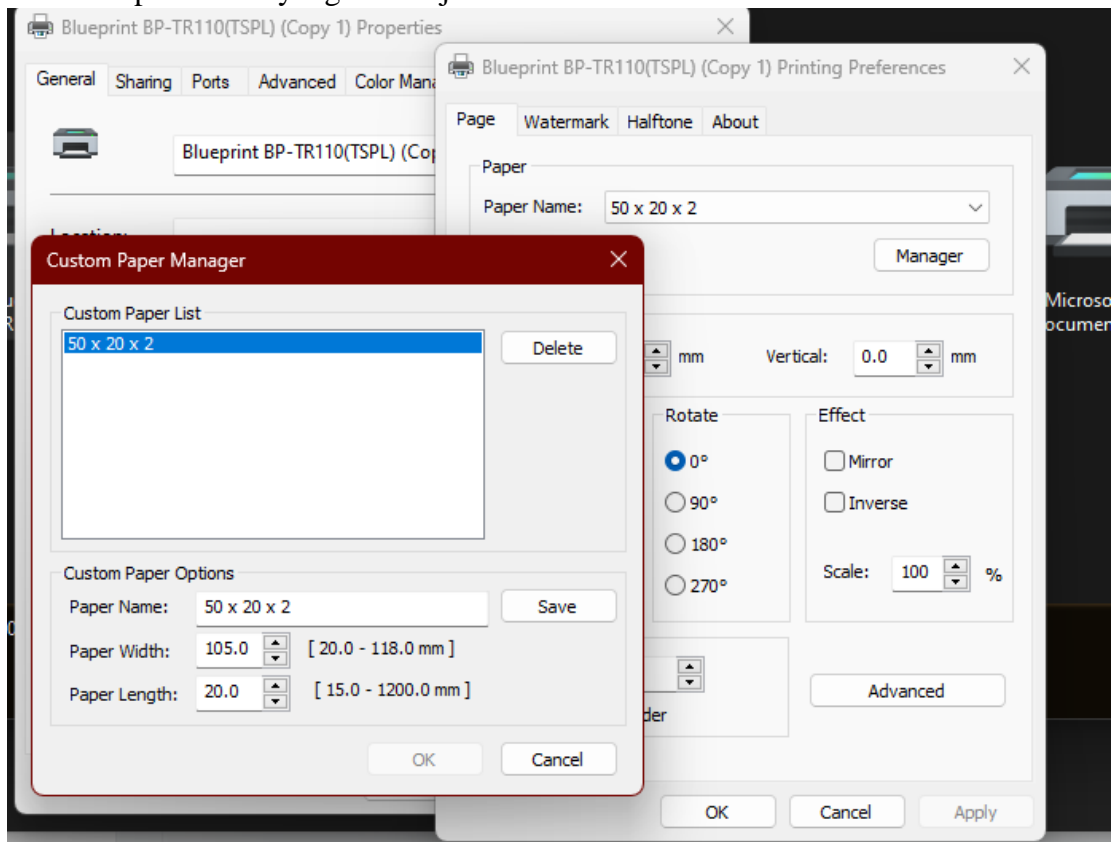 Blueprint BP-TR110(TSPL) (Copy 1) Properties
General Sharing Ports Advanced Color Mana
Blueprint BP-TR110(TSPL) (Cop
Blueprint BP-TR110(TSPL) (Copy 1) Printing Preferences
Page Watermark Halftone About
Paper
Paper Name: 50 x 20 x 2
Manager
mm Vertical: 0.0 mm
Rotate
0°
90°
180°
270°
Effect
Mirror
Inverse
Scale: 100 %
der
Advanced
OK Cancel Apply
Custom Paper Manager
Custom Paper List
50 x 20 x 2
Delete
Custom Paper Options
Paper Name: 50 x 20 x 2 Save
Paper Width: 105.0 [ 20.0 - 118.0 mm ]
Paper Length: 20.0 [ 15.0 - 1200.0 mm ]
OK Cancel
Microso
ocumen